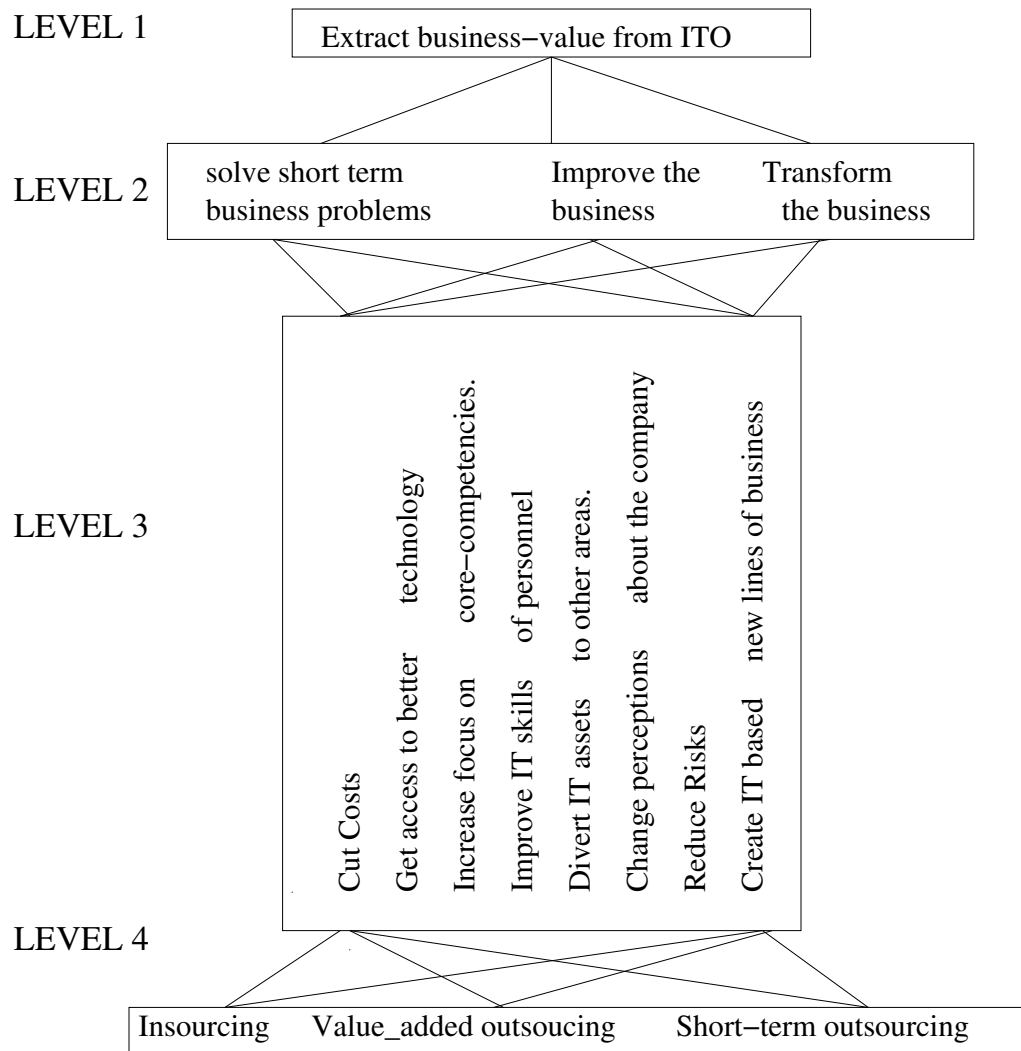 LEVEL 1
Extract business−value from ITO
LEVEL 2
solve short term
business problems
Improve the
business
Transform
the business
LEVEL 3
Cut Costs
Get access to better technology
Increase focus on core−competencies.
Improve IT skills of personnel
Divert IT assets to other areas.
Change perceptions about the company
Reduce Risks
Create IT based new lines of business
LEVEL 4
Insourcing
Value_added outsoucing
Short−term outsourcing